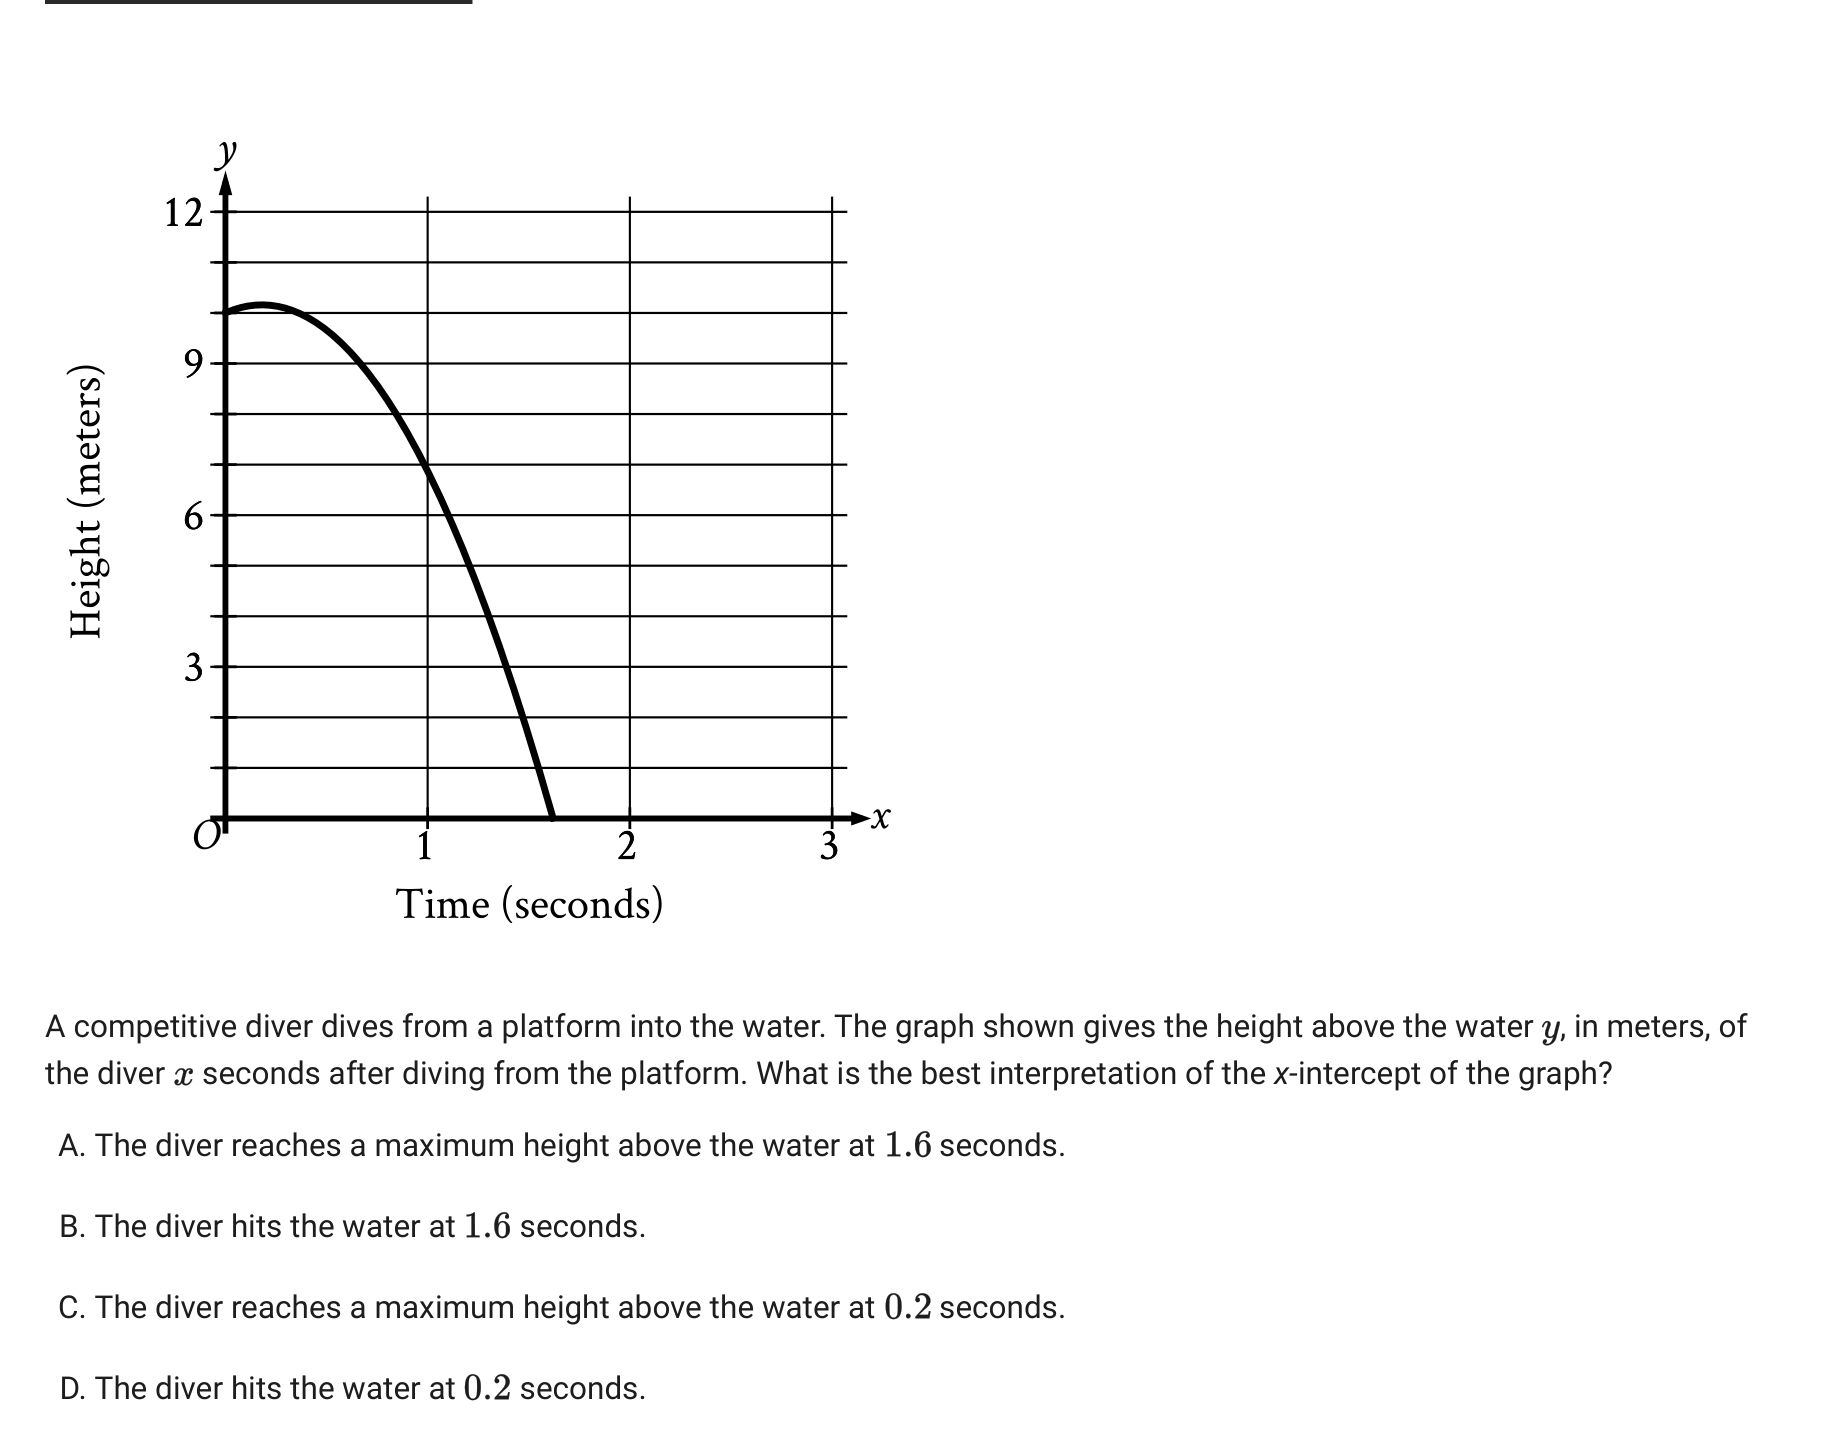 y
12
9
6
3
O
1
2
3
x
Height (meters)
Time (seconds)
A competitive diver dives from a platform into the water. The graph shown gives the height above the water y, in meters, of
the diver x seconds after diving from the platform. What is the best interpretation of the x-intercept of the graph?
A. The diver reaches a maximum height above the water at 1.6 seconds.
B. The diver hits the water at 1.6 seconds.
C. The diver reaches a maximum height above the water at 0.2 seconds.
D. The diver hits the water at 0.2 seconds.